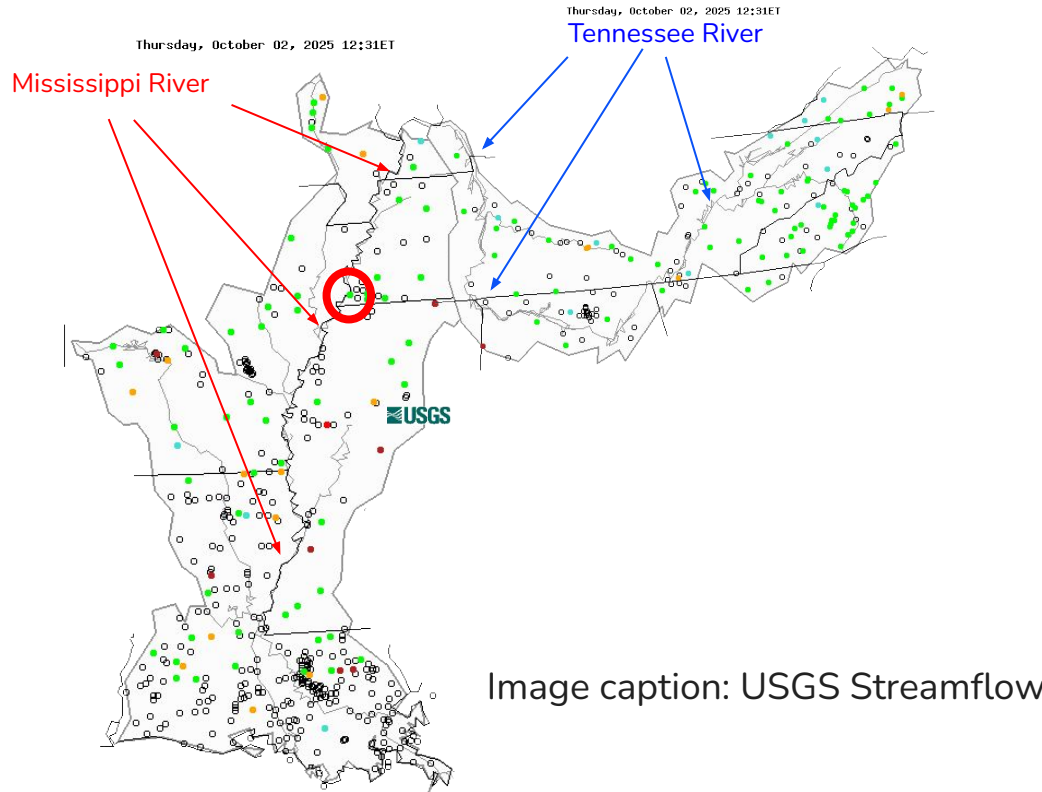 Thursday, October 02, 2025 12:31ET
Tennessee River
Thursday, October 02, 2025 12:31ET
Mississippi River
USGS
Image caption: USGS Streamflow